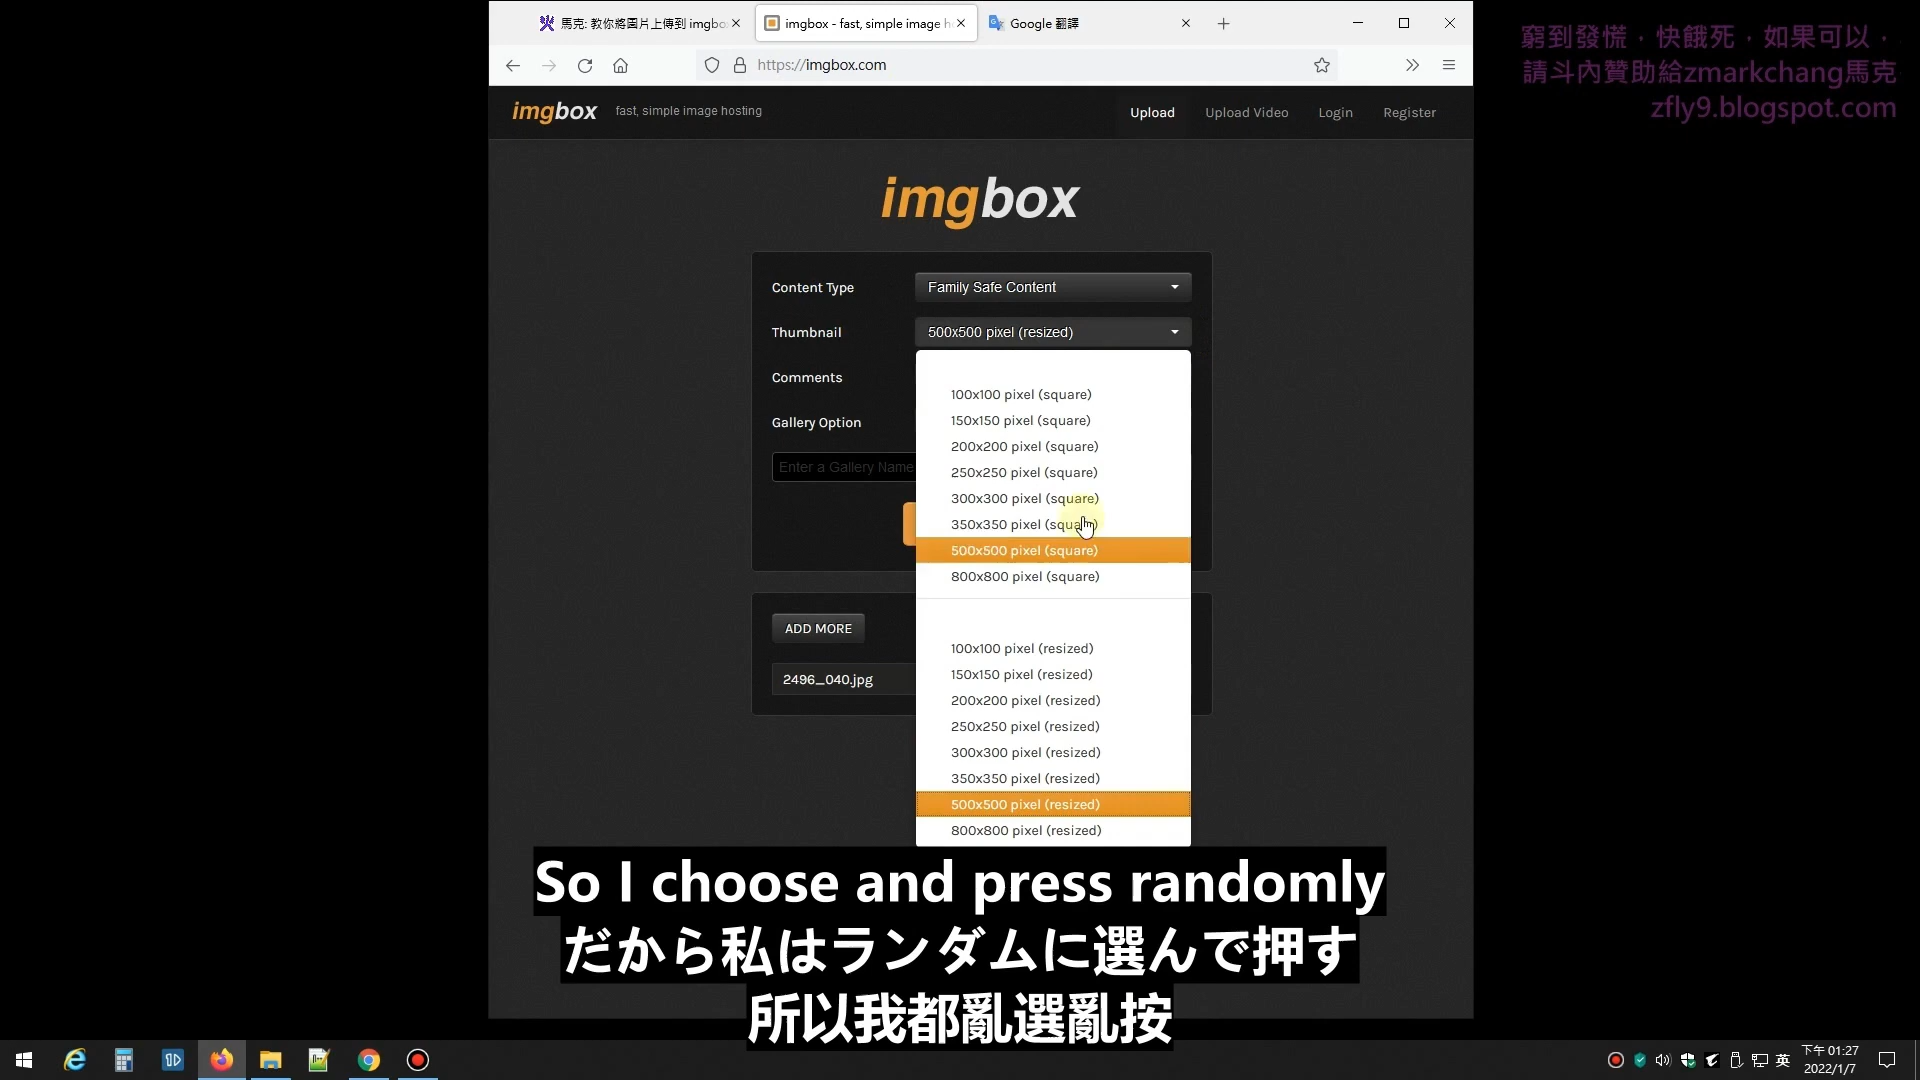 馬克: 教你將圖片上傳到 imgbo
imgbox - fast, simple image h
Google 翻譯
https://imgbox.com
窮到發慌，快餓死，如果可以，
請斗內贊助給zmarkchang馬克
zfly9.blogspot.com
imgbox
fast, simple image hosting
Upload
Upload Video
Login
Register
imgbox
Content Type
Family Safe Content
Thumbnail
500x500 pixel (resized)
Comments
Gallery Option
Enter a Gallery Name
100x100 pixel (square)
150x150 pixel (square)
200x200 pixel (square)
250x250 pixel (square)
300x300 pixel (square)
350x350 pixel (square)
500x500 pixel (square)
800x800 pixel (square)
100x100 pixel (resized)
150x150 pixel (resized)
200x200 pixel (resized)
250x250 pixel (resized)
300x300 pixel (resized)
350x350 pixel (resized)
500x500 pixel (resized)
800x800 pixel (resized)
ADD MORE
2496_040.jpg
So I choose and press randomly
だから私はランダムに選んで押す
所以我都亂選亂按
英
下午 01:27
2022/1/7